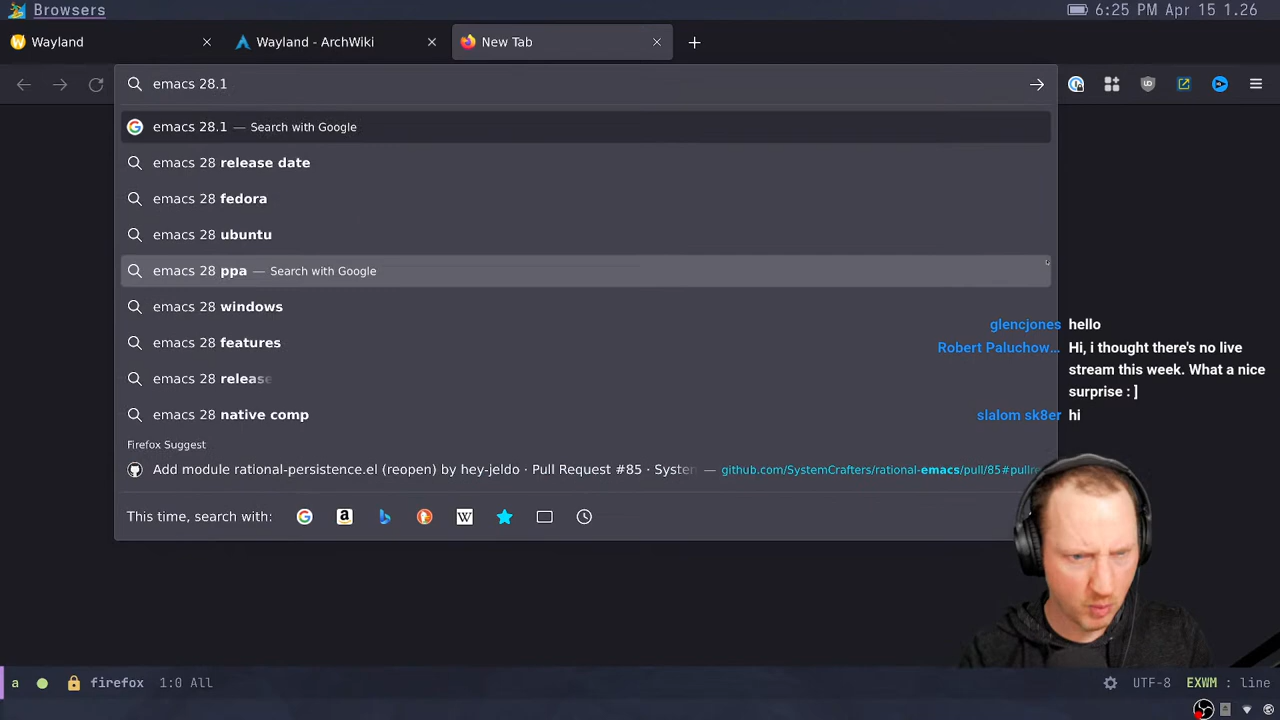 Browsers
6:25 PM Apr 15 1.26
Wayland
Wayland - ArchWiki
New Tab
emacs 28.1
emacs 28.1 — Search with Google
emacs 28 release date
emacs 28 fedora
emacs 28 ubuntu
emacs 28 ppa — Search with Google
emacs 28 windows
emacs 28 features
emacs 28 release
emacs 28 native comp
Firefox Suggest
Add module rational-persistence.el (reopen) by hey-jeldo · Pull Request #85 · System — github.com/SystemCrafters/rational-emacs/pull/85#pullre
This time, search with:
glencjones hello
Robert Paluchow... Hi, i thought there's no live
stream this week. What a nice
surprise : ]
slalom sk8er hi
a firefox 1:0 All
UTF-8 EXWM : line